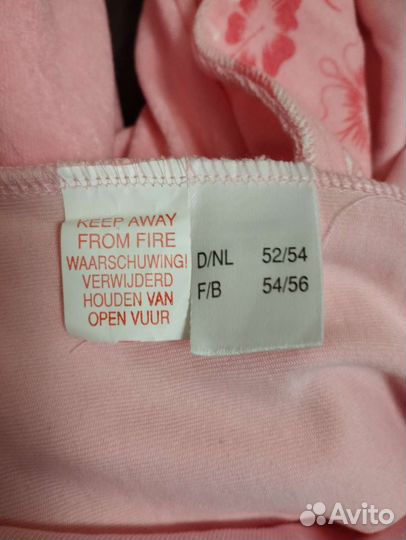 KEEP AWAY
FROM FIRE
WAARSCHUWING!
VERWIJDERD
HOUDEN VAN
OPEN VUUR
D/NL 52/54
F/B 54/56
Avito